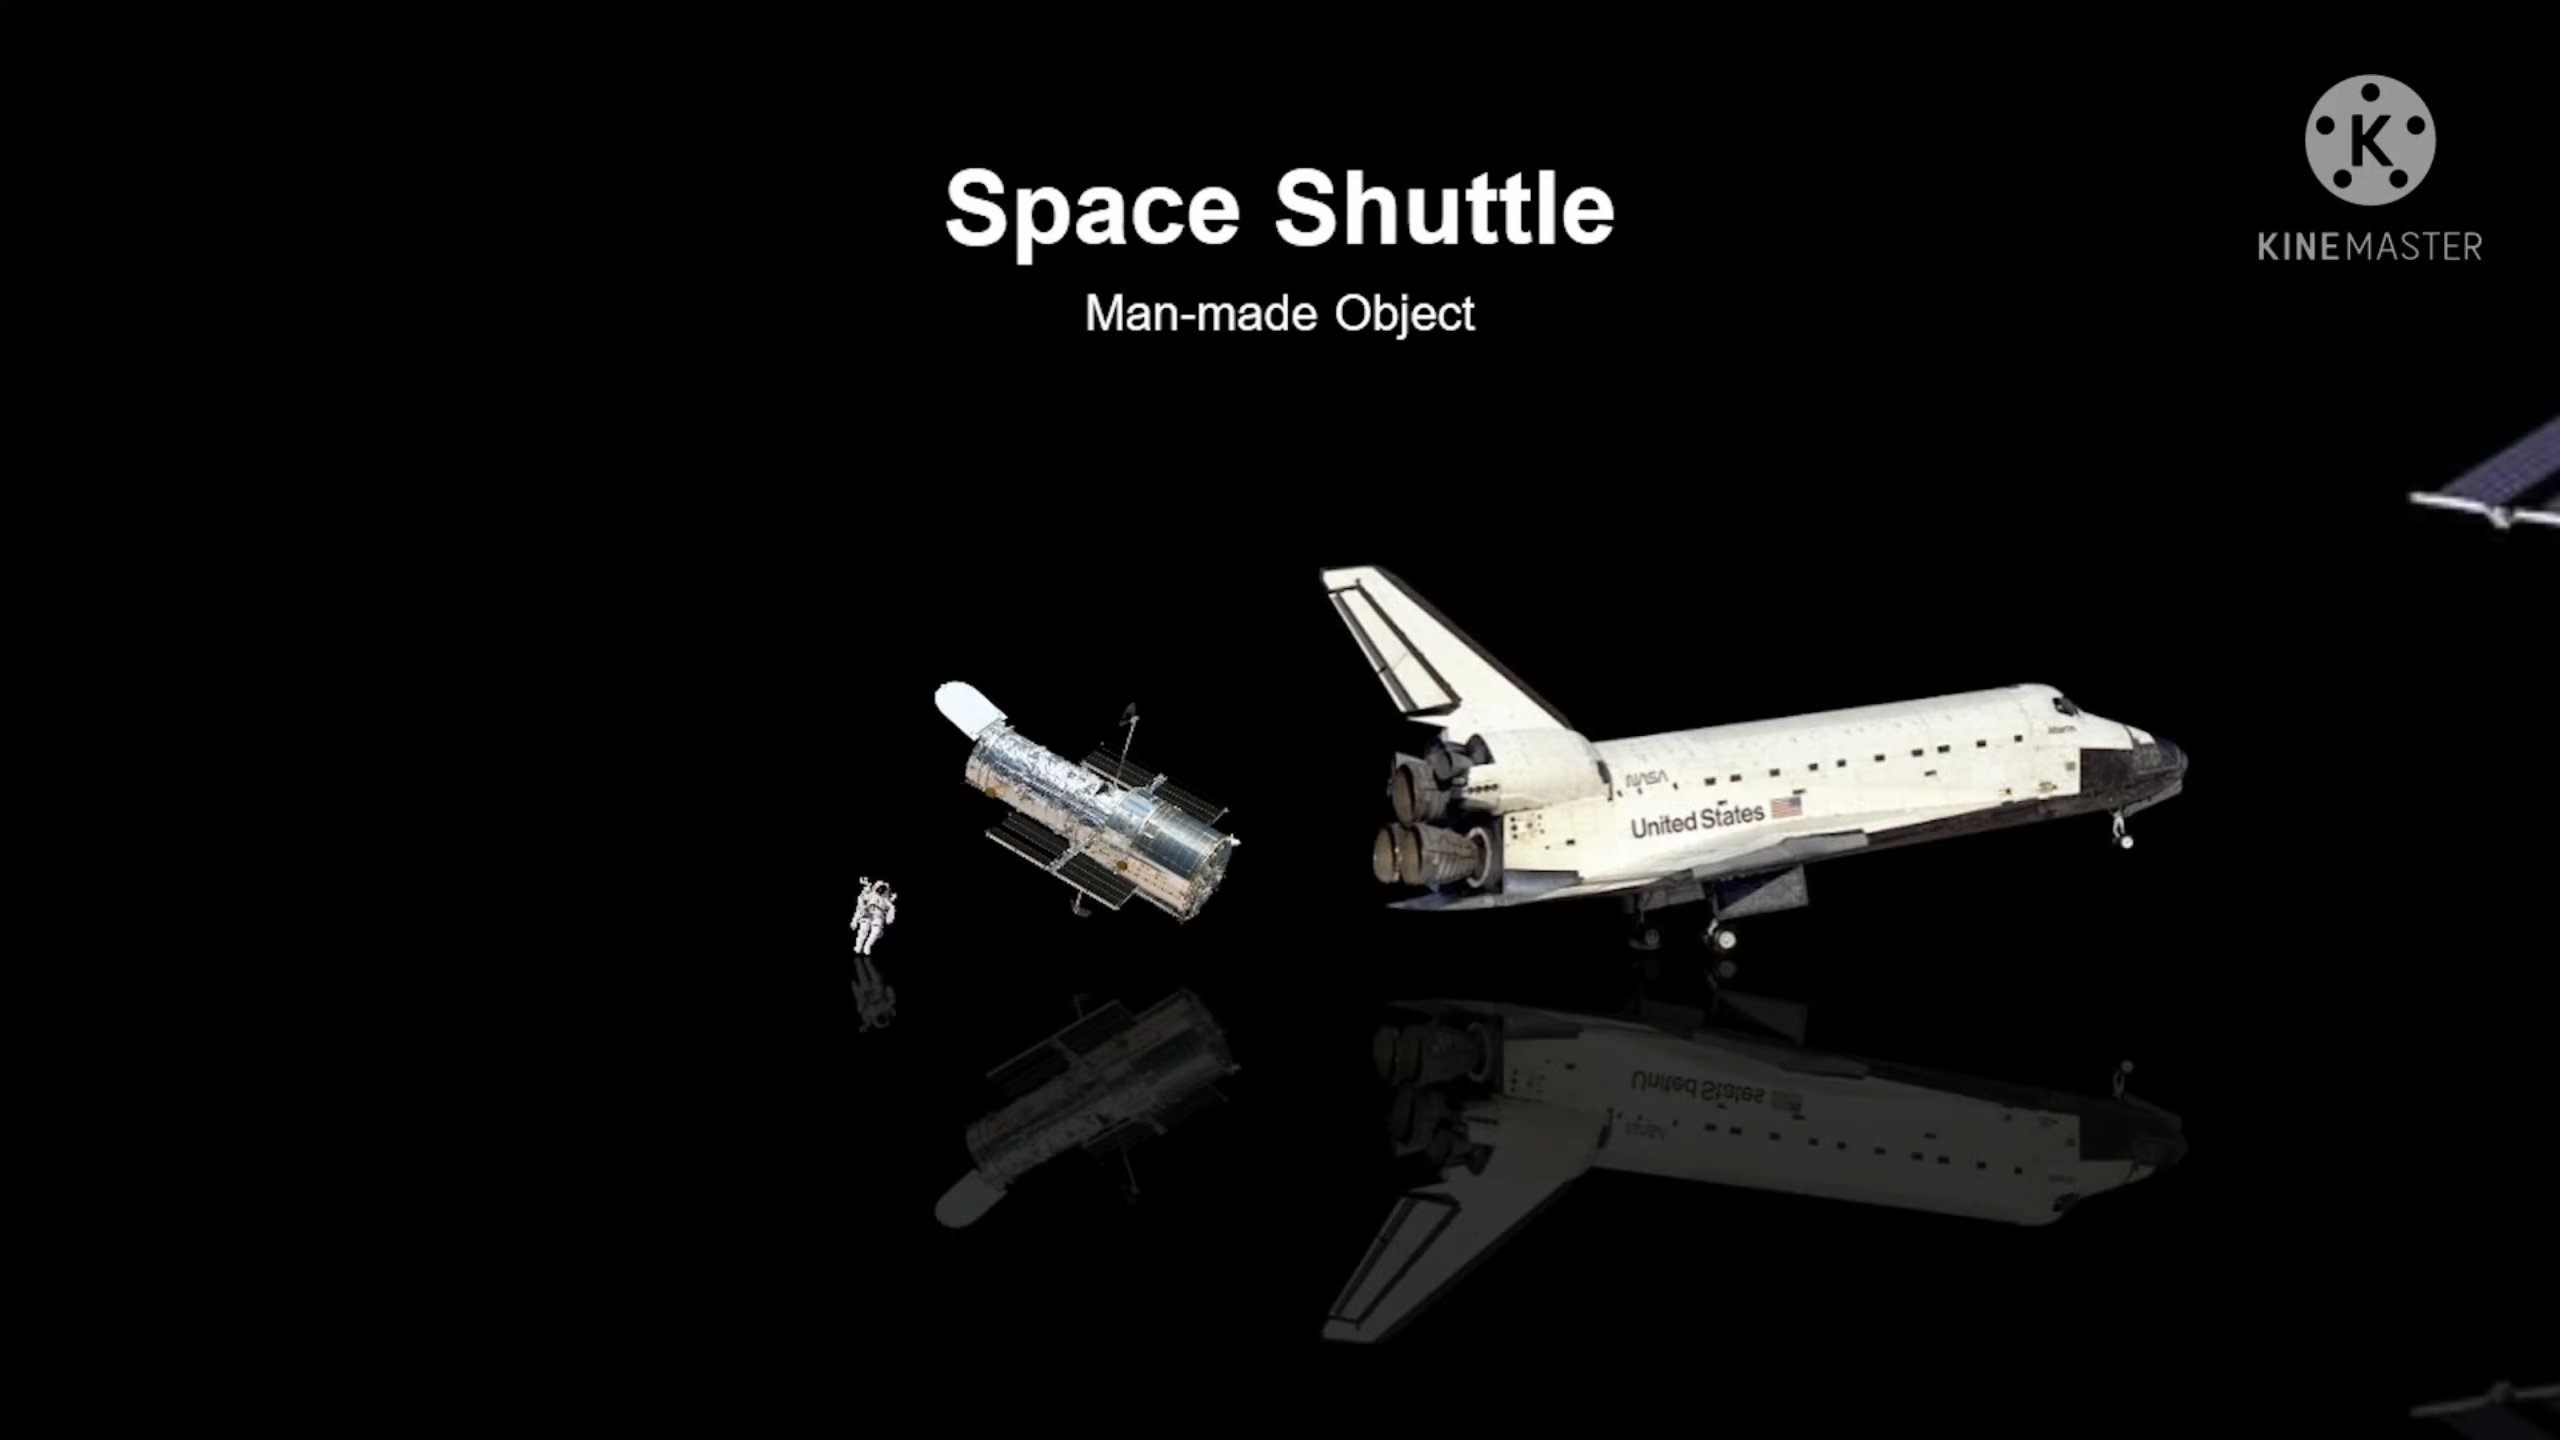 Space Shuttle
Man-made Object
K
KINEMASTER
NASA
United States